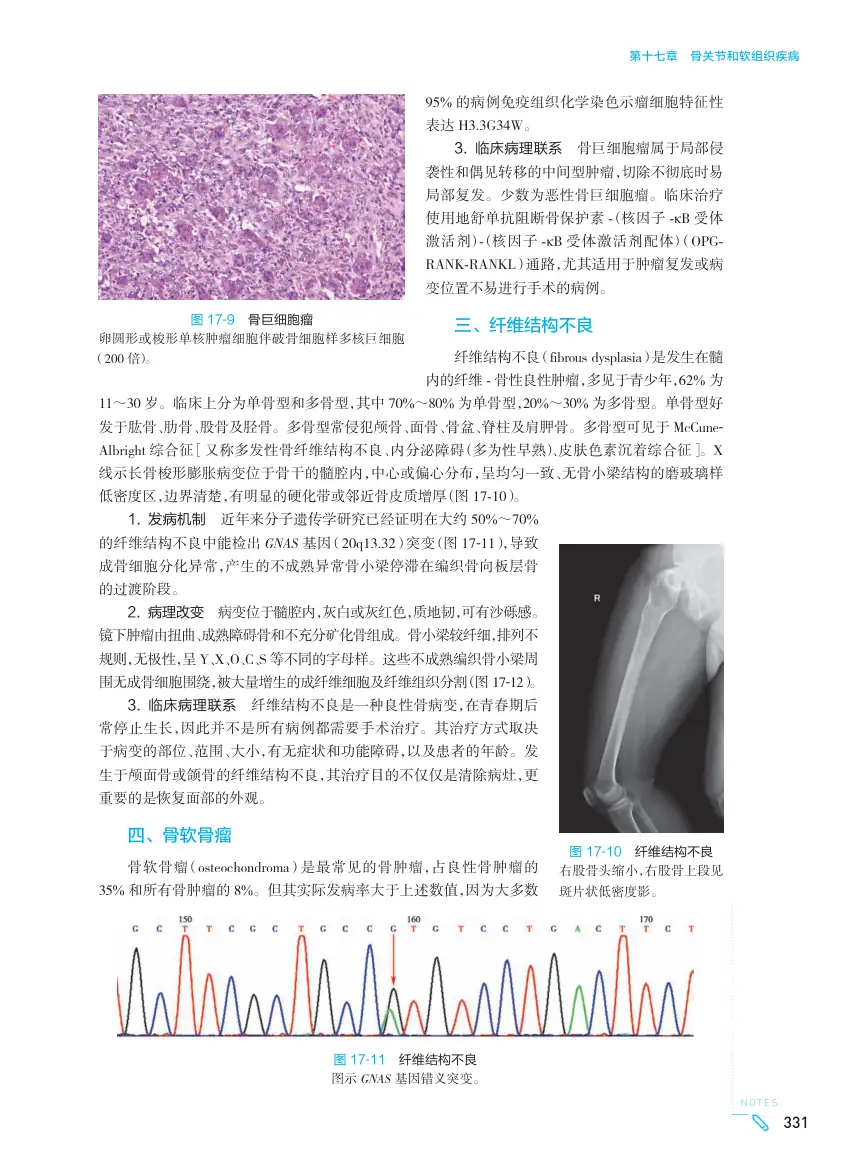 第十七章 骨关节和软组织疾病
图 17-9 骨巨细胞瘤
卵圆形或梭形单核肿瘤细胞伴破骨细胞样多核巨细胞
（200 倍）。
95% 的病例免疫组织化学染色示瘤细胞特征性
表达 H3.3G34W。
3. 临床病理联系 骨巨细胞瘤属于局部侵
袭性和偶见转移的中间型肿瘤，切除不彻底时易
局部复发。少数为恶性骨巨细胞瘤。临床治疗
使用地舒单抗阻断骨保护素 -（核因子 -κB 受体
激活剂）-（核因子 -κB 受体激活剂配体）（OPG-
RANK-RANKL）通路，尤其适用于肿瘤复发或病
变位置不易进行手术的病例。
三、纤维结构不良
纤维结构不良（fibrous dysplasia）是发生在髓
内的纤维 - 骨性良性肿瘤，多见于青少年，62% 为
11～30 岁。临床上分为单骨型和多骨型，其中 70%～80% 为单骨型，20%～30% 为多骨型。单骨型好
发于肱骨、肋骨、股骨及胫骨。多骨型常侵犯颅骨、面骨、骨盆、脊柱及肩胛骨。多骨型可见于 McCune-
Albright 综合征［又称多发性骨纤维结构不良、内分泌障碍（多为性早熟）、皮肤色素沉着综合征］。X
线示长骨梭形膨胀病变位于骨干的髓腔内，中心或偏心分布，呈均匀一致、无骨小梁结构的磨玻璃样
低密度区，边界清楚，有明显的硬化带或邻近骨皮质增厚（图 17-10）。
1. 发病机制 近年来分子遗传学研究已经证明在大约 50%～70%
的纤维结构不良中能检出 GNAS 基因（20q13.32）突变（图 17-11），导致
成骨细胞分化异常，产生的不成熟异常骨小梁停滞在编织骨向板层骨
的过渡阶段。
2. 病理改变 病变位于髓腔内，灰白或灰红色，质地韧，可有沙砾感。
镜下肿瘤由扭曲、成熟障碍骨和不充分矿化骨组成。骨小梁较纤细，排列不
规则，无极性，呈 Y、X、O、C、S 等不同的字母样。这些不成熟编织骨小梁周
围无成骨细胞围绕，被大量增生的成纤维细胞及纤维组织分割（图 17-12）。
3. 临床病理联系 纤维结构不良是一种良性骨病变，在青春期后
常停止生长，因此并不是所有病例都需要手术治疗。其治疗方式取决
于病变的部位、范围、大小，有无症状和功能障碍，以及患者的年龄。发
生于颅面骨或颌骨的纤维结构不良，其治疗目的不仅仅是清除病灶，更
重要的是恢复面部的外观。
R
图 17-10 纤维结构不良
右股骨头缩小，右股骨上段见
斑片状低密度影。
四、骨软骨瘤
骨软骨瘤（osteochondroma）是最常见的骨肿瘤，占良性骨肿瘤的
35% 和所有骨肿瘤的 8%。但其实际发病率大于上述数值，因为大多数
150 160 170
G C T T C G C T G C C G T G T C C T G A C T T C T
图 17-11 纤维结构不良
图示 GNAS 基因错义突变。
NOTES
331